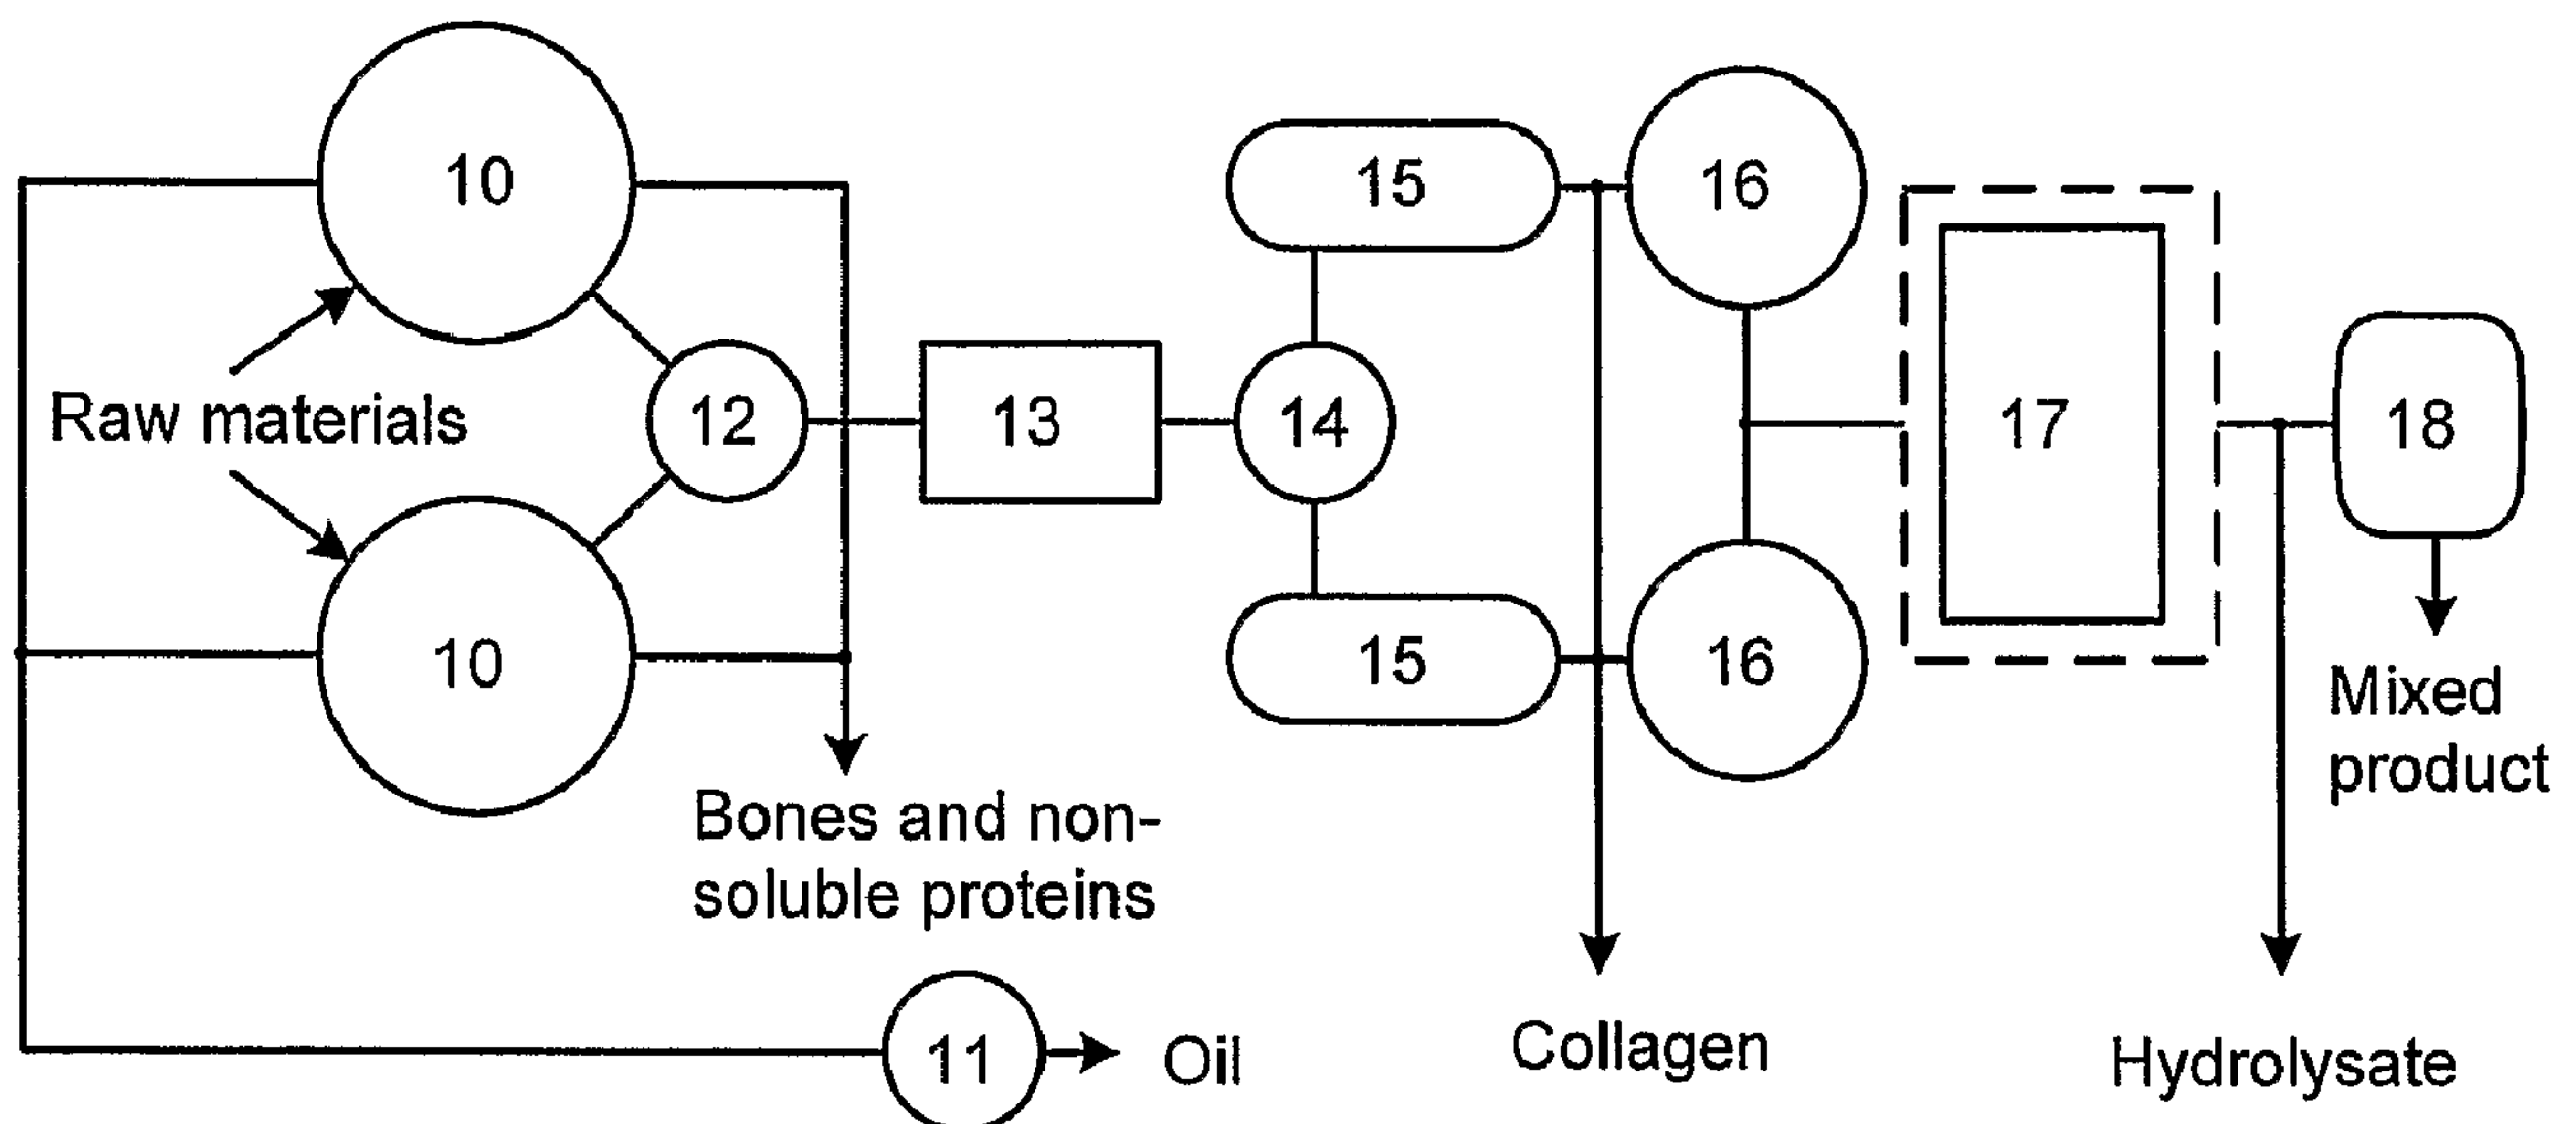 10
15
16
Raw materials
12
13
14
17
18
10
15
16
Mixed
product
Bones and non-
soluble proteins
11
Oil
Collagen
Hydrolysate